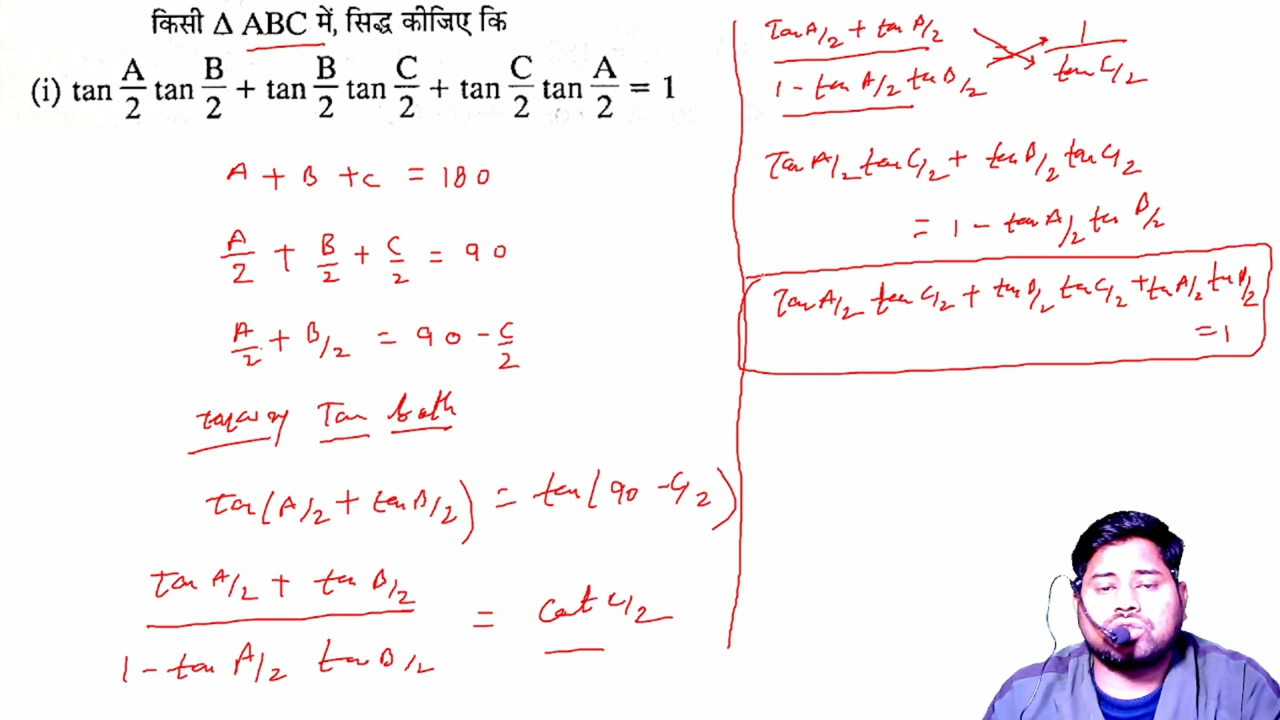 किसी Δ ABC में, सिद्ध कीजिए कि
(i) tan A/2 tan B/2 + tan B/2 tan C/2 + tan C/2 tan A/2 = 1
A + B + C = 180
A/2 + B/2 + C/2 = 90
A/2 + B/2 = 90 - C/2
Tan both
tan(A/2 + tan B/2) = tan(90 - C/2)
tan A/2 + tan B/2 / 1 - tan A/2 tan B/2 = cot C/2
Tan A/2 + tan B/2 / 1 - tan A/2 tan B/2 1 / tan C/2
Tan A/2 tan C/2 + tan B/2 tan C/2
= 1 - tan A/2 tan B/2
Tan A/2 tan C/2 + tan B/2 tan C/2 + tan A/2 tan B/2
= 1